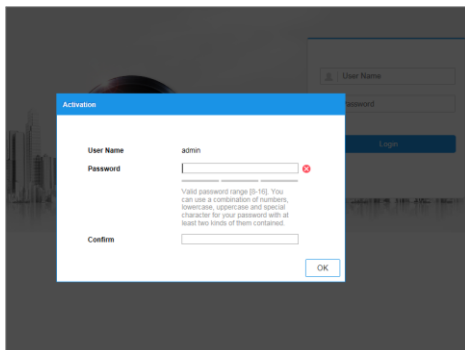 User Name
Password
Login
Activation
User Name admin
Password
Valid password range [8-16]. You
can use a combination of numbers,
lowercase, uppercase and special
character for your password with at
least two kinds of them contained.
Confirm
OK